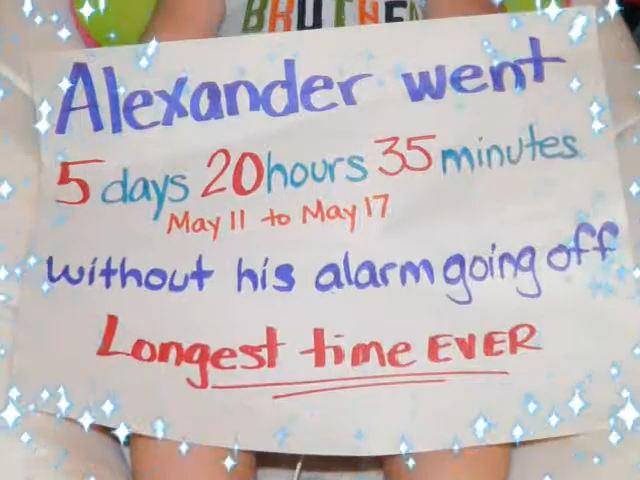 BROTHER
Alexander went
5 days 20 hours 35 minutes
May 11 to May 17
without his alarm going off
Longest time EVER